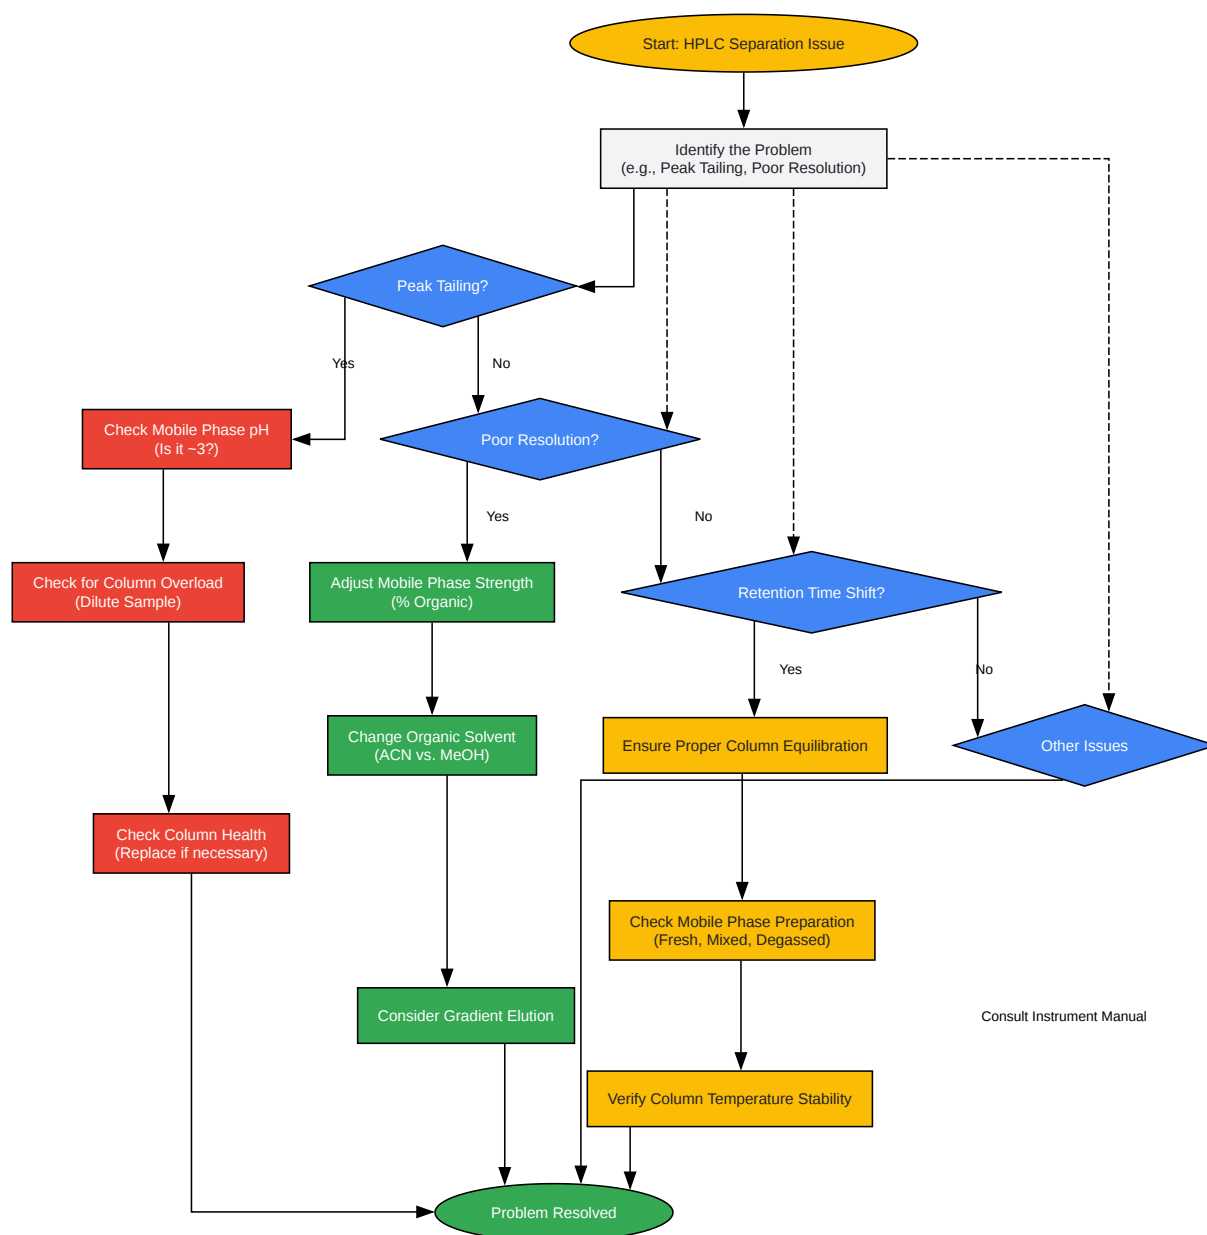 Start: HPLC Separation Issue
Identify the Problem
(e.g., Peak Tailing, Poor Resolution)
Peak Tailing?
Yes
No
Check Mobile Phase pH
(Is it ~3?)
Poor Resolution?
Yes
No
Check for Column Overload
(Dilute Sample)
Adjust Mobile Phase Strength
(% Organic)
Retention Time Shift?
Yes
No
Change Organic Solvent
(ACN vs. MeOH)
Ensure Proper Column Equilibration
Other Issues
Check Column Health
(Replace if necessary)
Check Mobile Phase Preparation
(Fresh, Mixed, Degassed)
Consider Gradient Elution
Consult Instrument Manual
Verify Column Temperature Stability
Problem Resolved